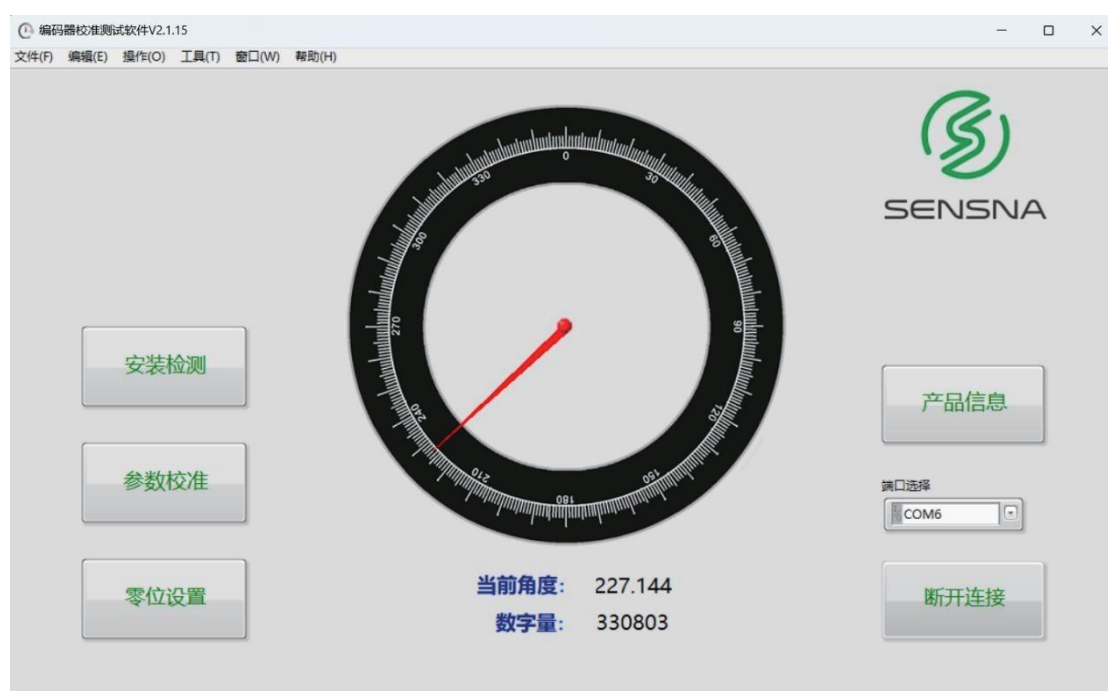 编码器校准测试软件V2.1.15
文件(F) 编辑(E) 操作(O) 工具(T) 窗口(W) 帮助(H)
SENSNA
0
30
60
90
120
150
180
210
240
270
300
330
安装检测
参数校准
零位设置
当前角度: 227.144
数字量: 330803
产品信息
端口选择
COM6
断开连接